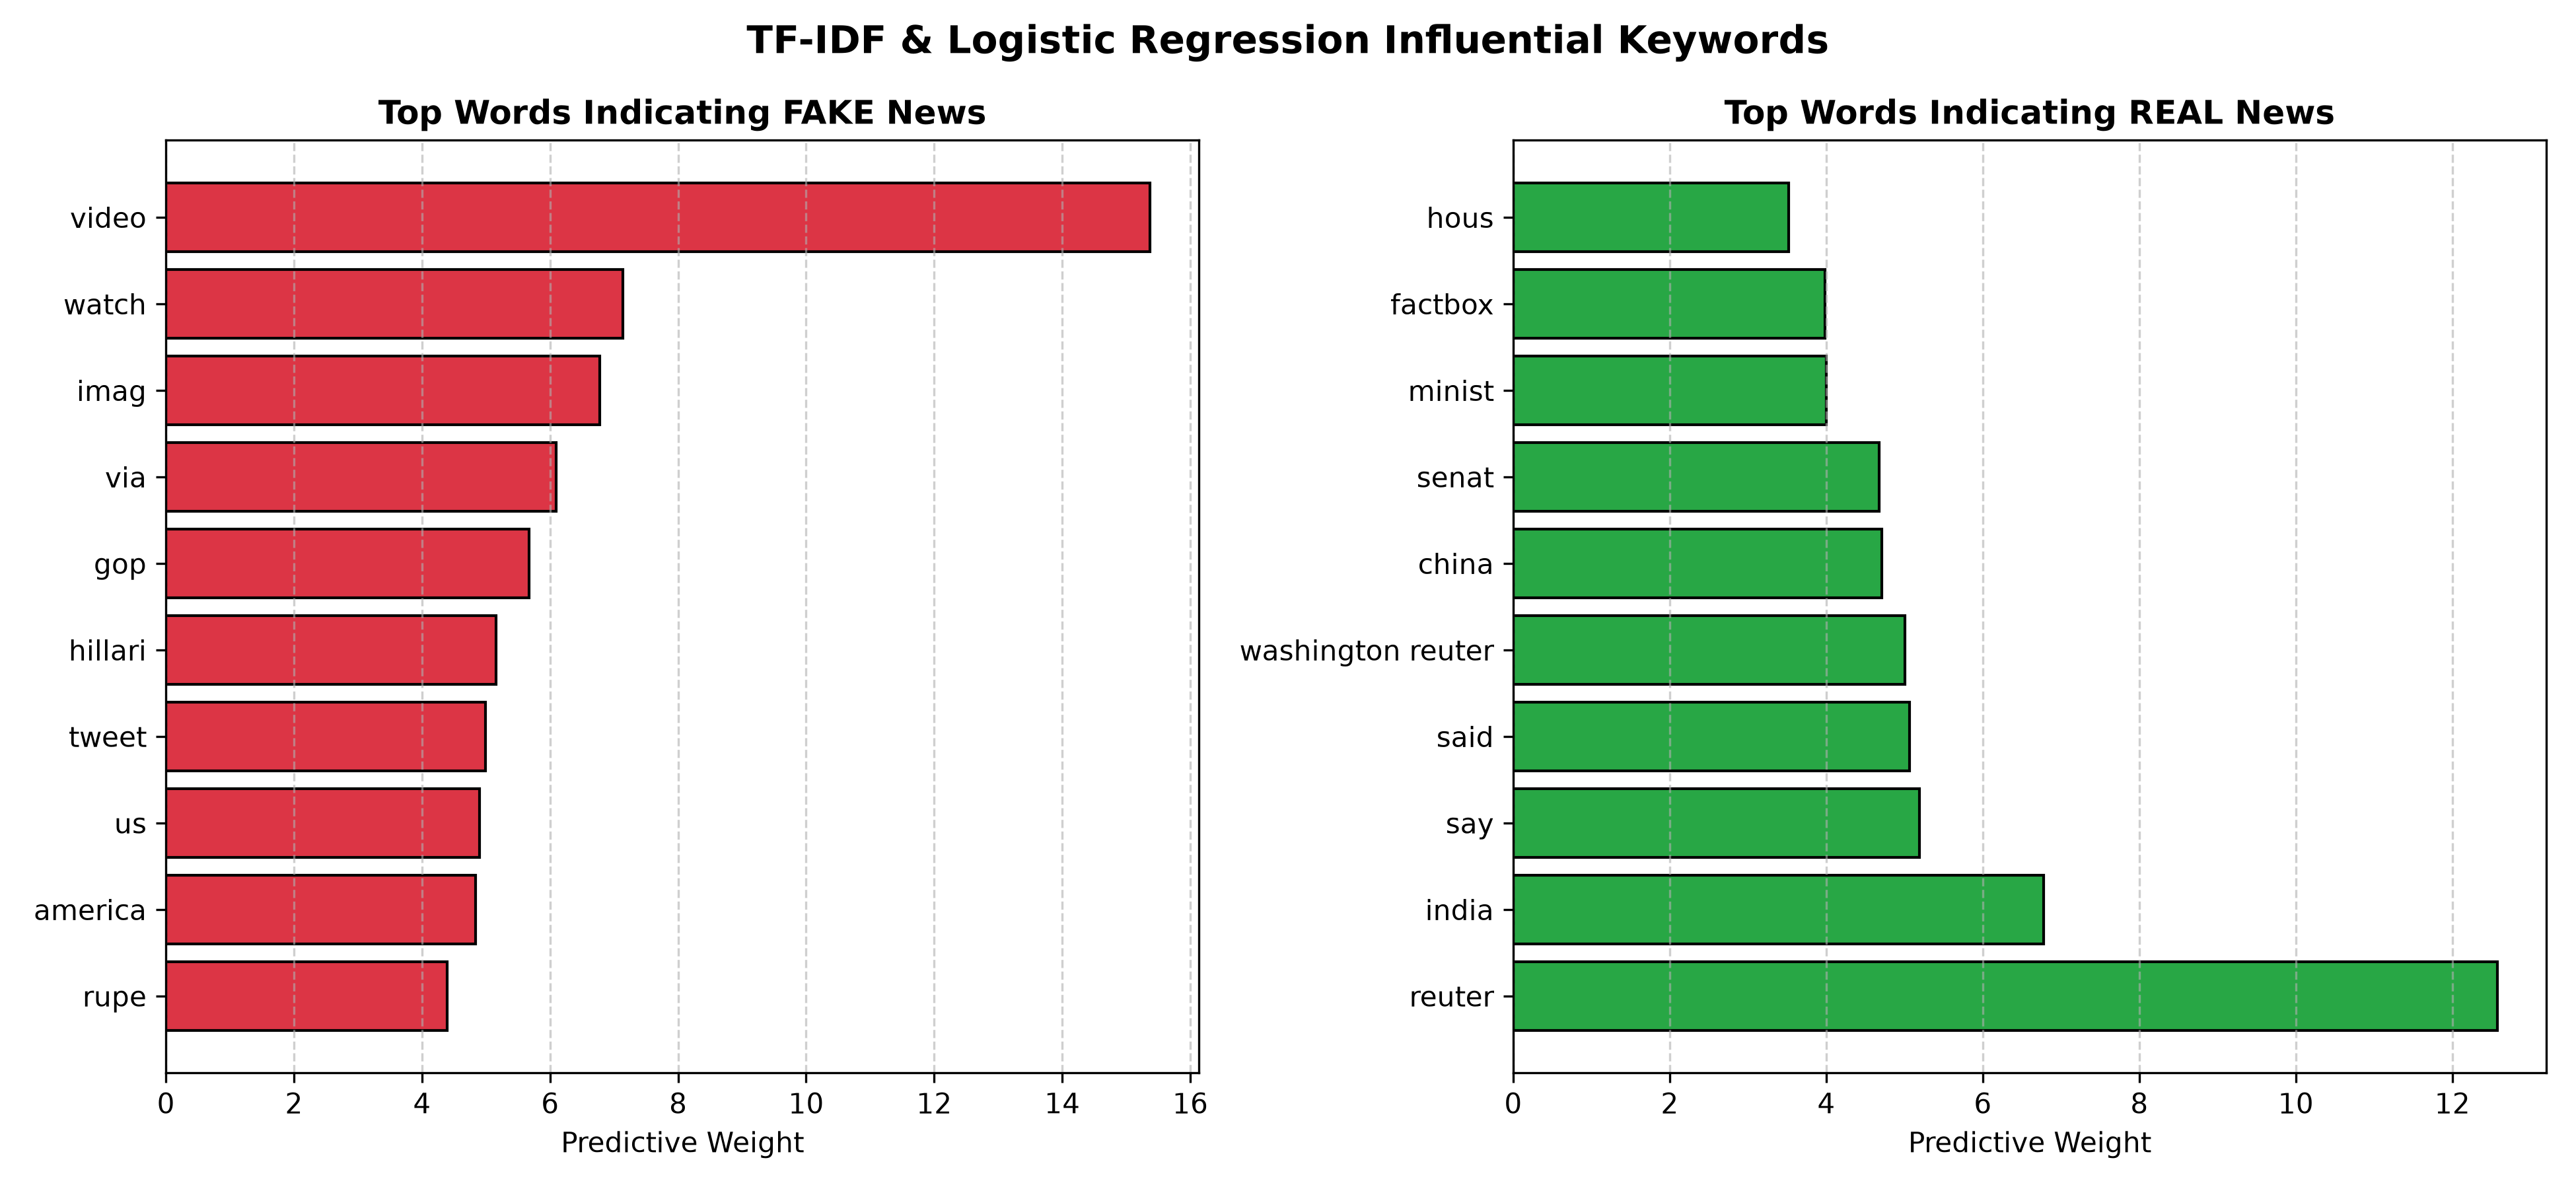 TF-IDF & Logistic Regression Influential Keywords
Top Words Indicating FAKE News
video
watch
imag
via
gop
hillari
tweet
us
america
rupe
0 2 4 6 8 10 12 14 16
Predictive Weight
Top Words Indicating REAL News
hous
factbox
minist
senat
china
washington reuter
said
say
india
reuter
0 2 4 6 8 10 12
Predictive Weight